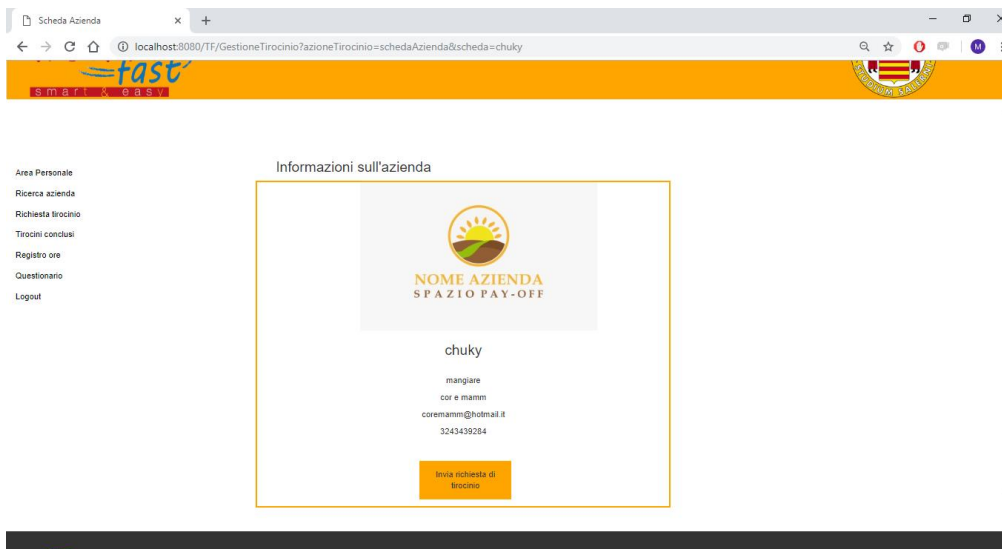 Scheda Azienda
localhost:8080/TF/GestioneTirocinio?azioneTirocinio=schedaAzienda&scheda=chuky
M
fast
smart & easy
STUDIUM SALERN
Informazioni sull'azienda
Area Personale
Ricerca azienda
Richiesta tirocinio
Tirocini conclusi
Registro ore
Questionario
Logout
NOME AZIENDA
SPAZIO PAY-OFF
chuky
mangiare
cor e mamm
coremamm@hotmail.it
3243439284
Invia richiesta di
tirocinio